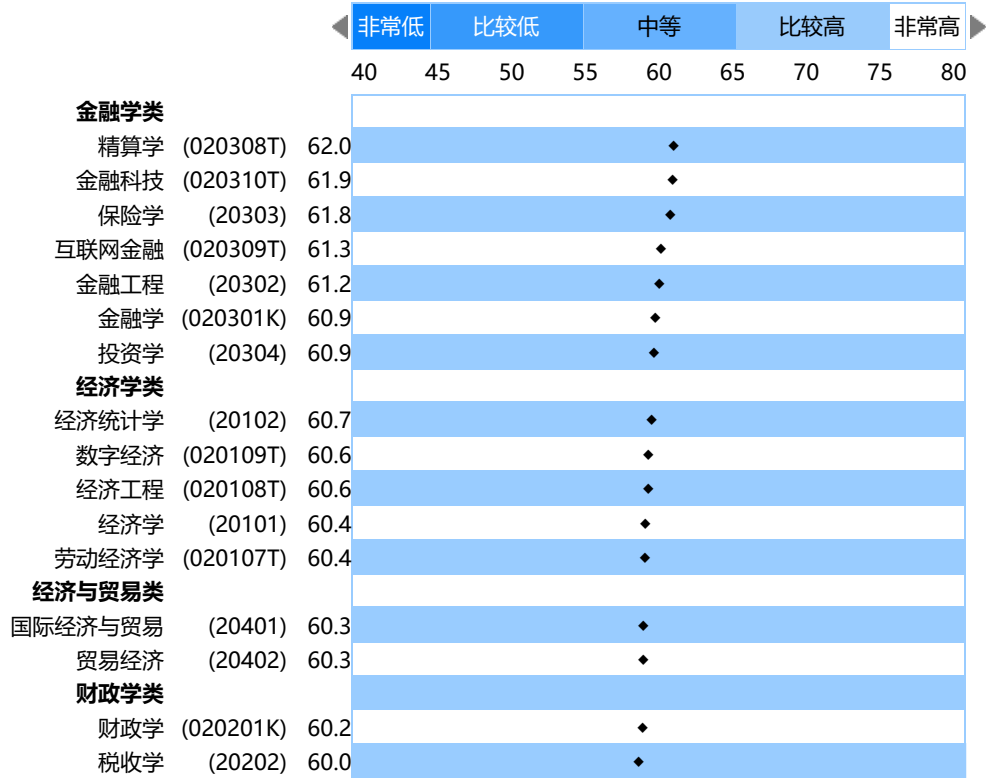 非常低 比较低 中等 比较高 非常高
40 45 50 55 60 65 70 75 80
金融学类
精算学 (020308T) 62.0
金融科技 (020310T) 61.9
保险学 (20303) 61.8
互联网金融 (020309T) 61.3
金融工程 (20302) 61.2
金融学 (020301K) 60.9
投资学 (20304) 60.9
经济学类
经济统计学 (20102) 60.7
数字经济 (020109T) 60.6
经济工程 (020108T) 60.6
经济学 (20101) 60.4
劳动经济学 (020107T) 60.4
经济与贸易类
国际经济与贸易 (20401) 60.3
贸易经济 (20402) 60.3
财政学类
财政学 (020201K) 60.2
税收学 (20202) 60.0